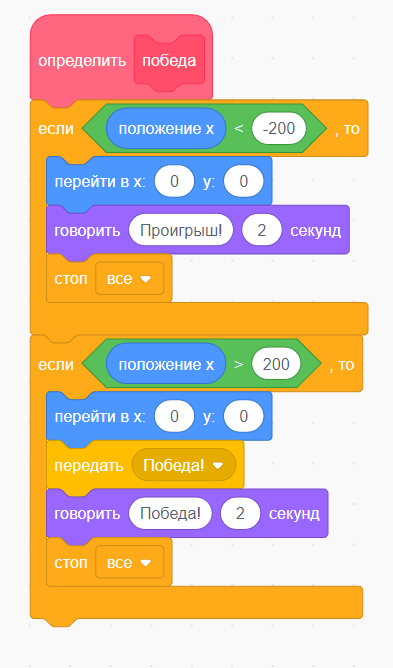 определить победа
если положение x < -200 , то
перейти в x: 0 y: 0
говорить Проигрыш! 2 секунд
стоп все
если положение x > 200 , то
перейти в x: 0 y: 0
передать Победа!
говорить Победа! 2 секунд
стоп все